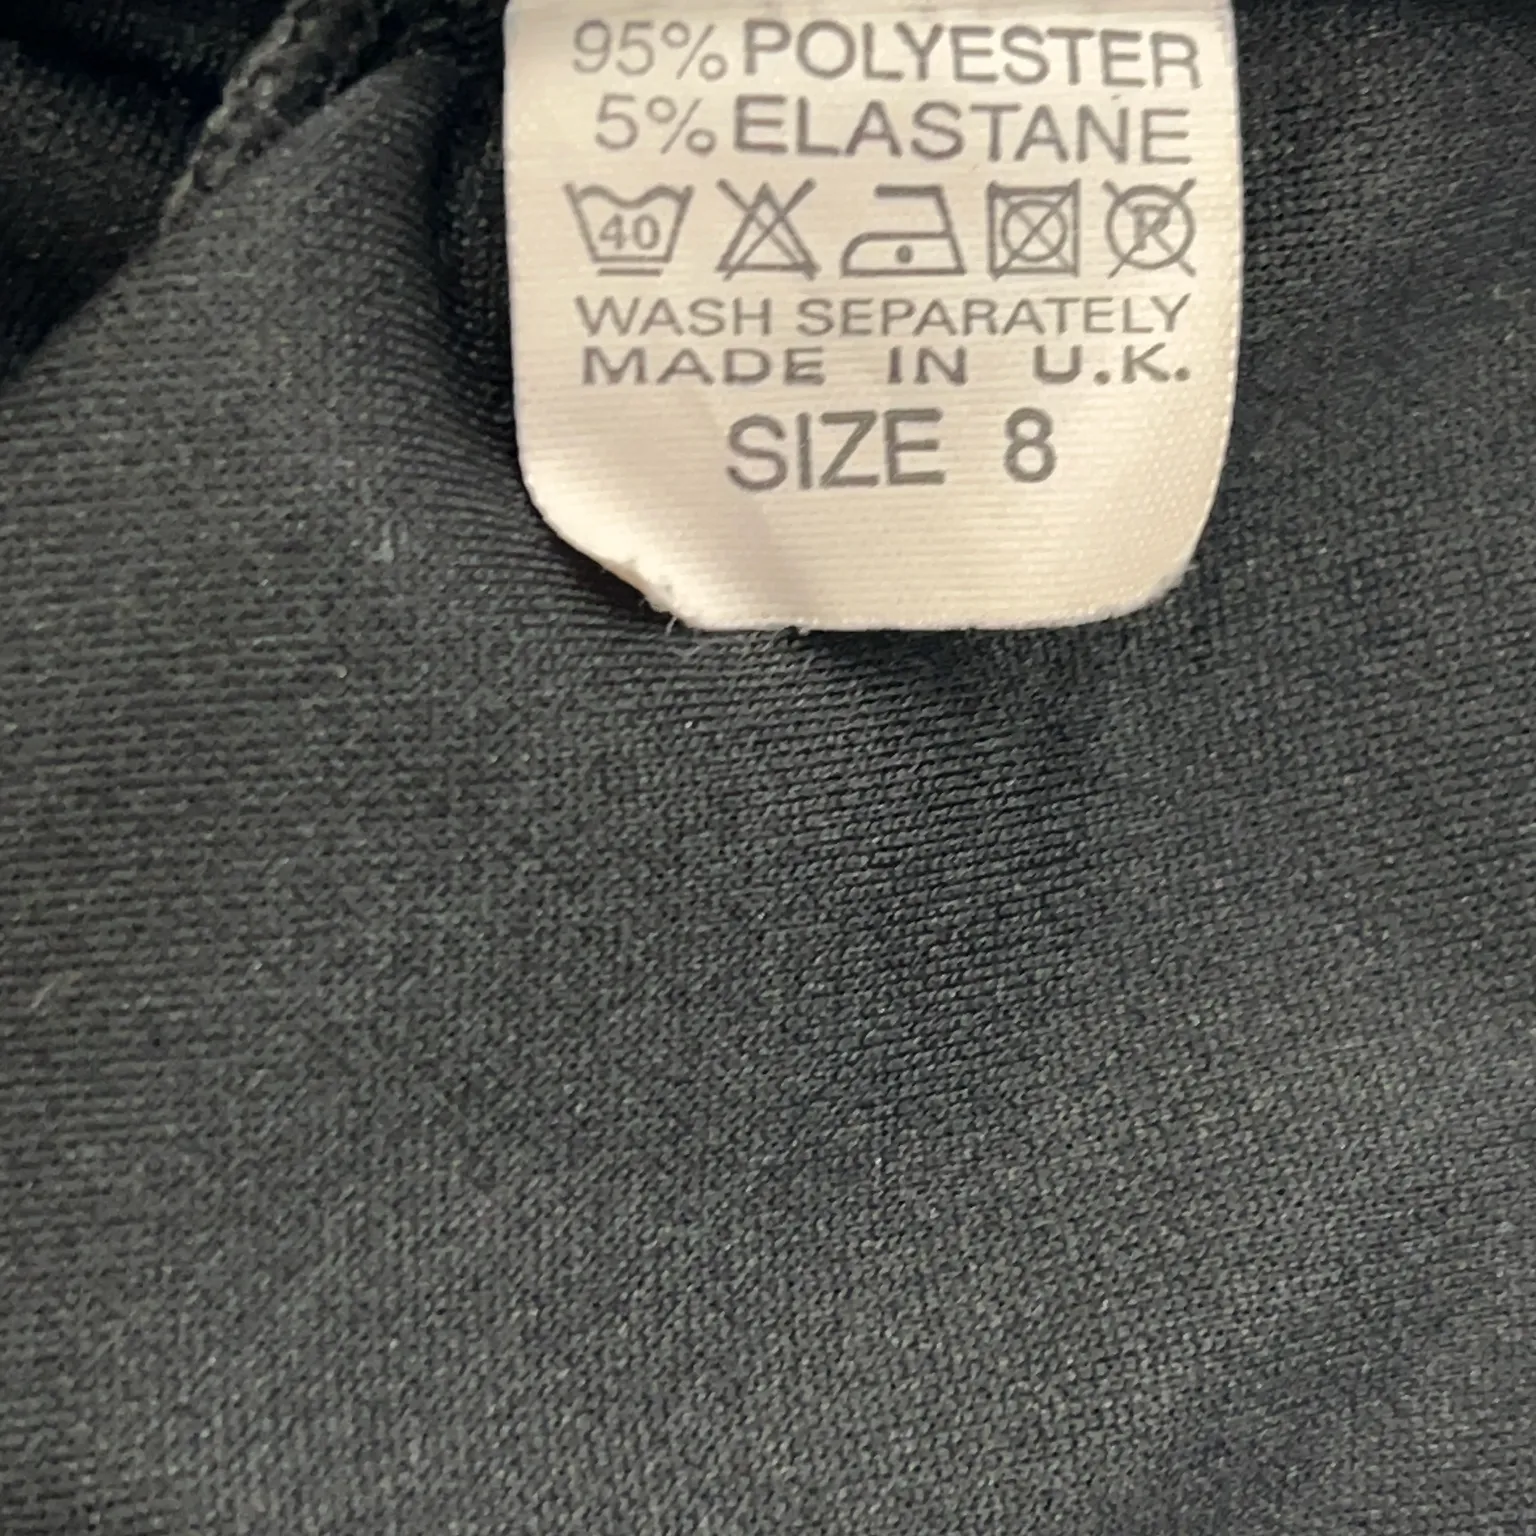 95% POLYESTER
5% ELASTANE
40 R
WASH SEPARATELY
MADE IN U.K.
SIZE 8